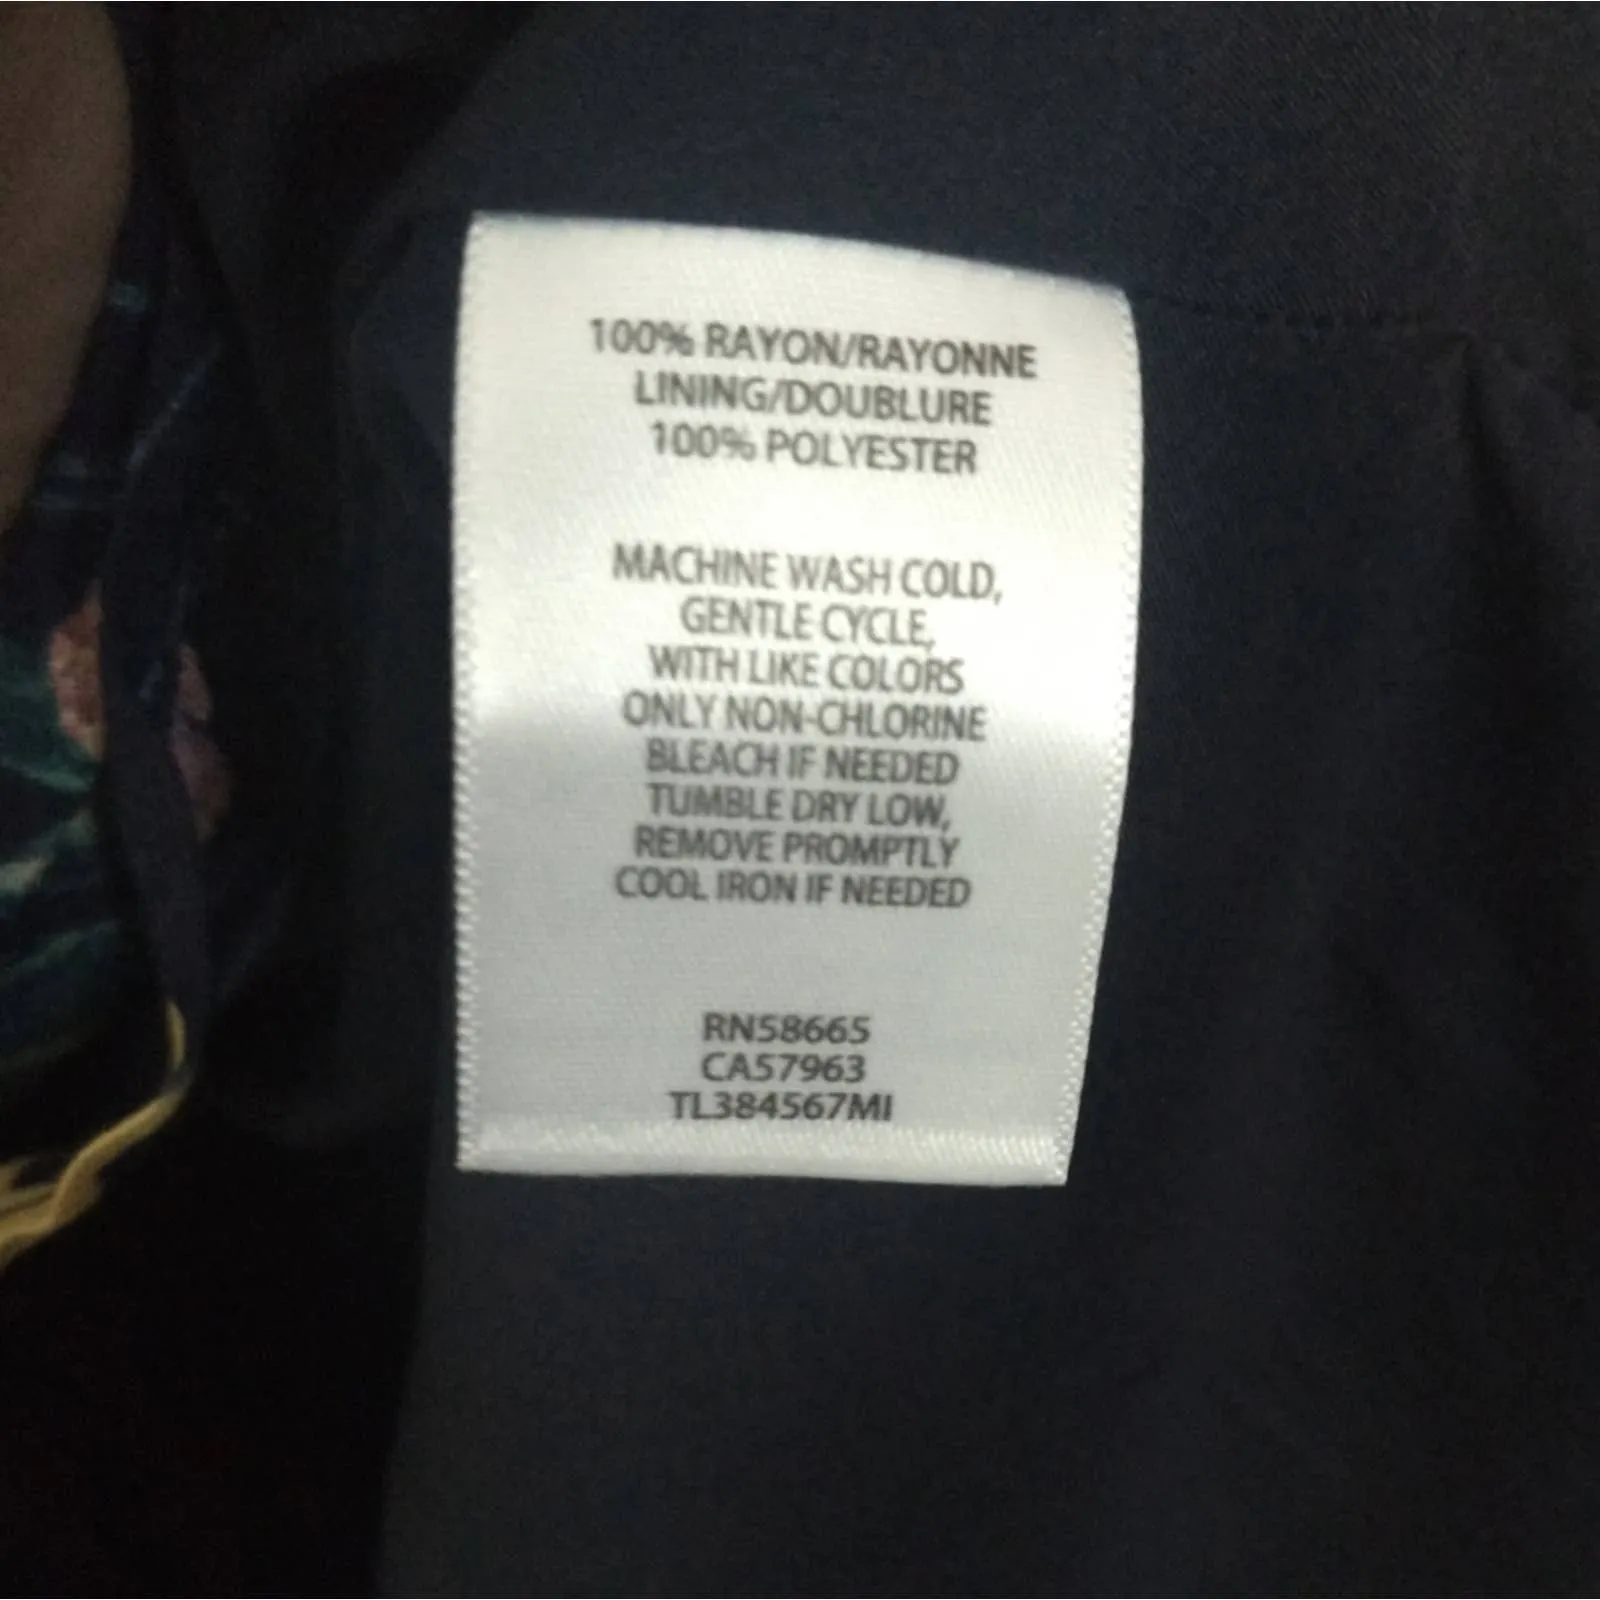 100% RAYON/RAYONNE
LINING/DOUBLURE
100% POLYESTER
MACHINE WASH COLD,
GENTLE CYCLE,
WITH LIKE COLORS
ONLY NON-CHLORINE
BLEACH IF NEEDED
TUMBLE DRY LOW,
REMOVE PROMPTLY
COOL IRON IF NEEDED
RN58665
CA57963
TL384567MI